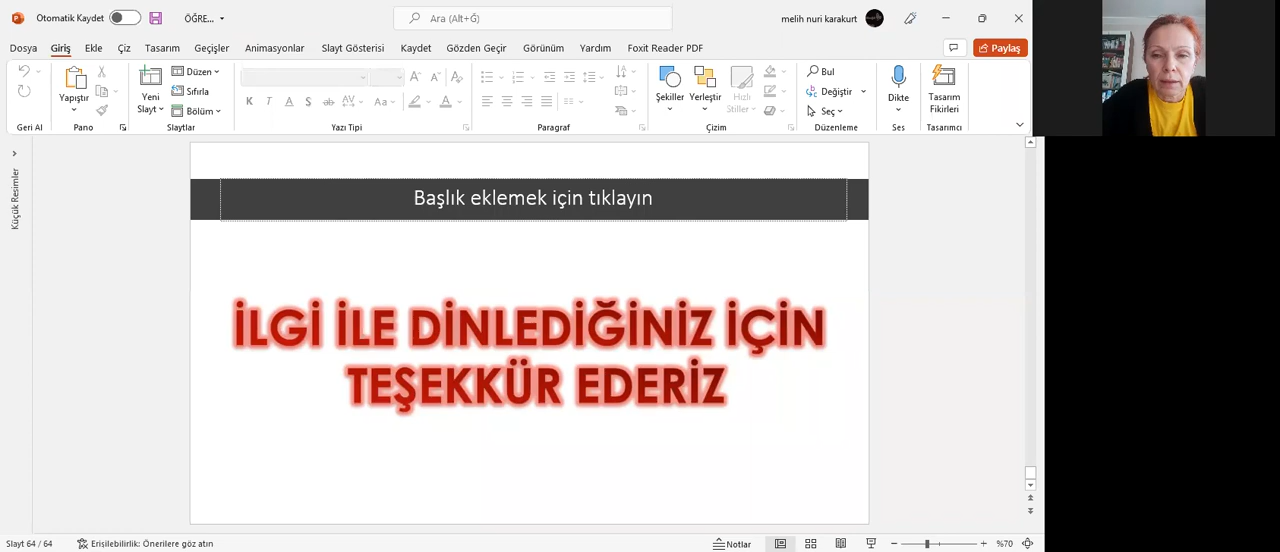 Otomatik Kaydet
ÖĞRE...
Ara (Alt+Ğ)
melih nuri karakurt
Dosya Giriş Ekle Çiz Tasarım Geçişler Animasyonlar Slayt Gösterisi Kaydet Gözden Geçir Görünüm Yardım Foxit Reader PDF
Paylaş
Yapıştır
Yeni Slayt
Düzen
Sıfırla
Bölüm
K T A S ab AV Aa A
Şekiller
Yerleştir
Hızlı Stiller
Bul
Değiştir
Seç
Dikte
Tasarım Fikirleri
Geri Al Pano Slaytlar Yazı Tipi Paragraf Çizim Düzenleme Ses Tasarımcı
Küçük Resimler
Başlık eklemek için tıklayın
İLGİ İLE DİNLEDİĞİNİZ İÇİN
TEŞEKKÜR EDERİZ
Slayt 64 / 64 Erişilebilirlik: Önerilere göz atın Notlar %70